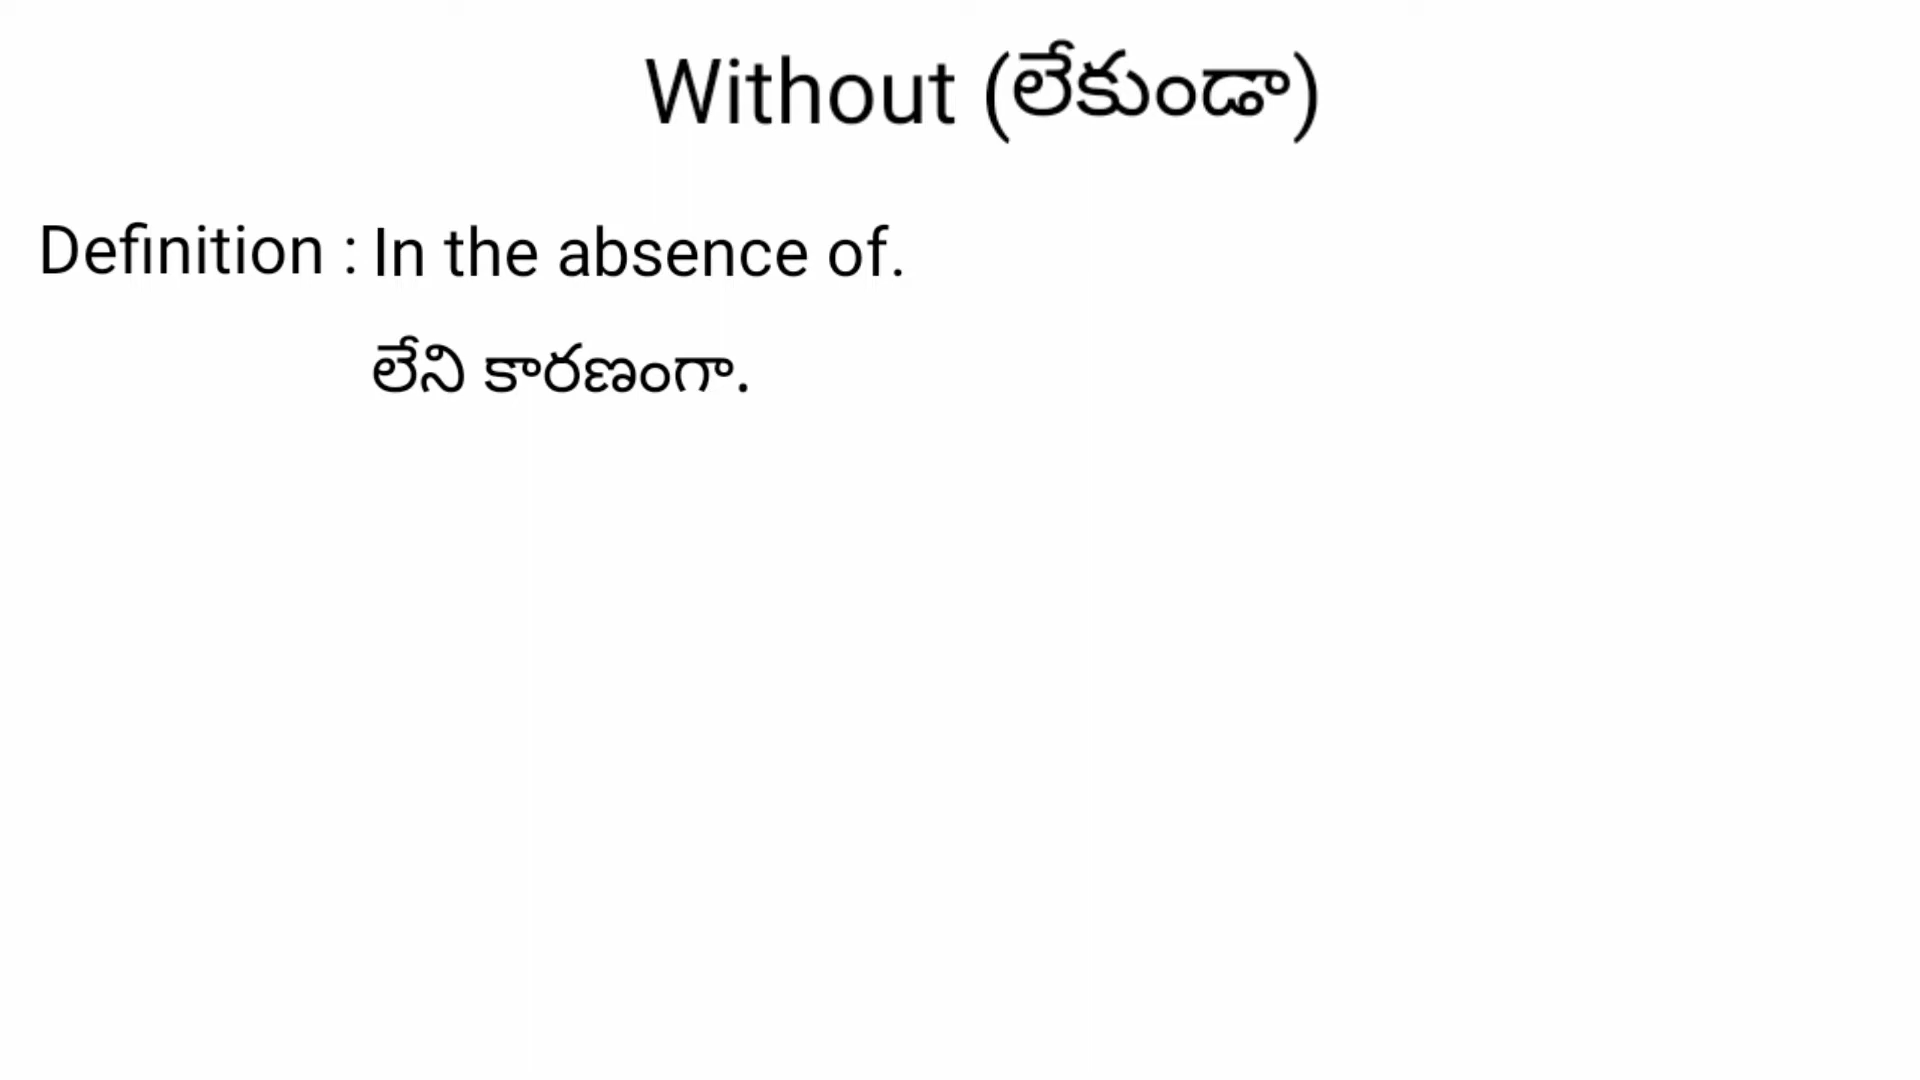 Without (లేకుండా)
Definition : In the absence of.
లేని కారణంగా.